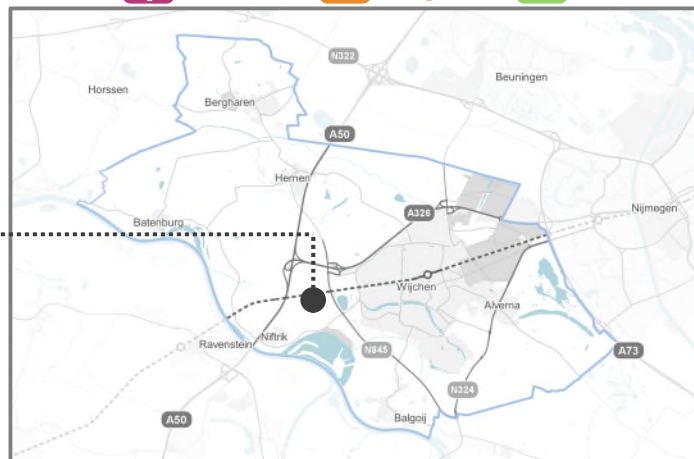 N322
Horssen
Beuningen
Bergharen
A50
Hernen
Nijmegen
A326
Batenburg
Wijchen
Alverna
Niftrik
Ravenstein
N845
A73
N324
A50
Balgoij